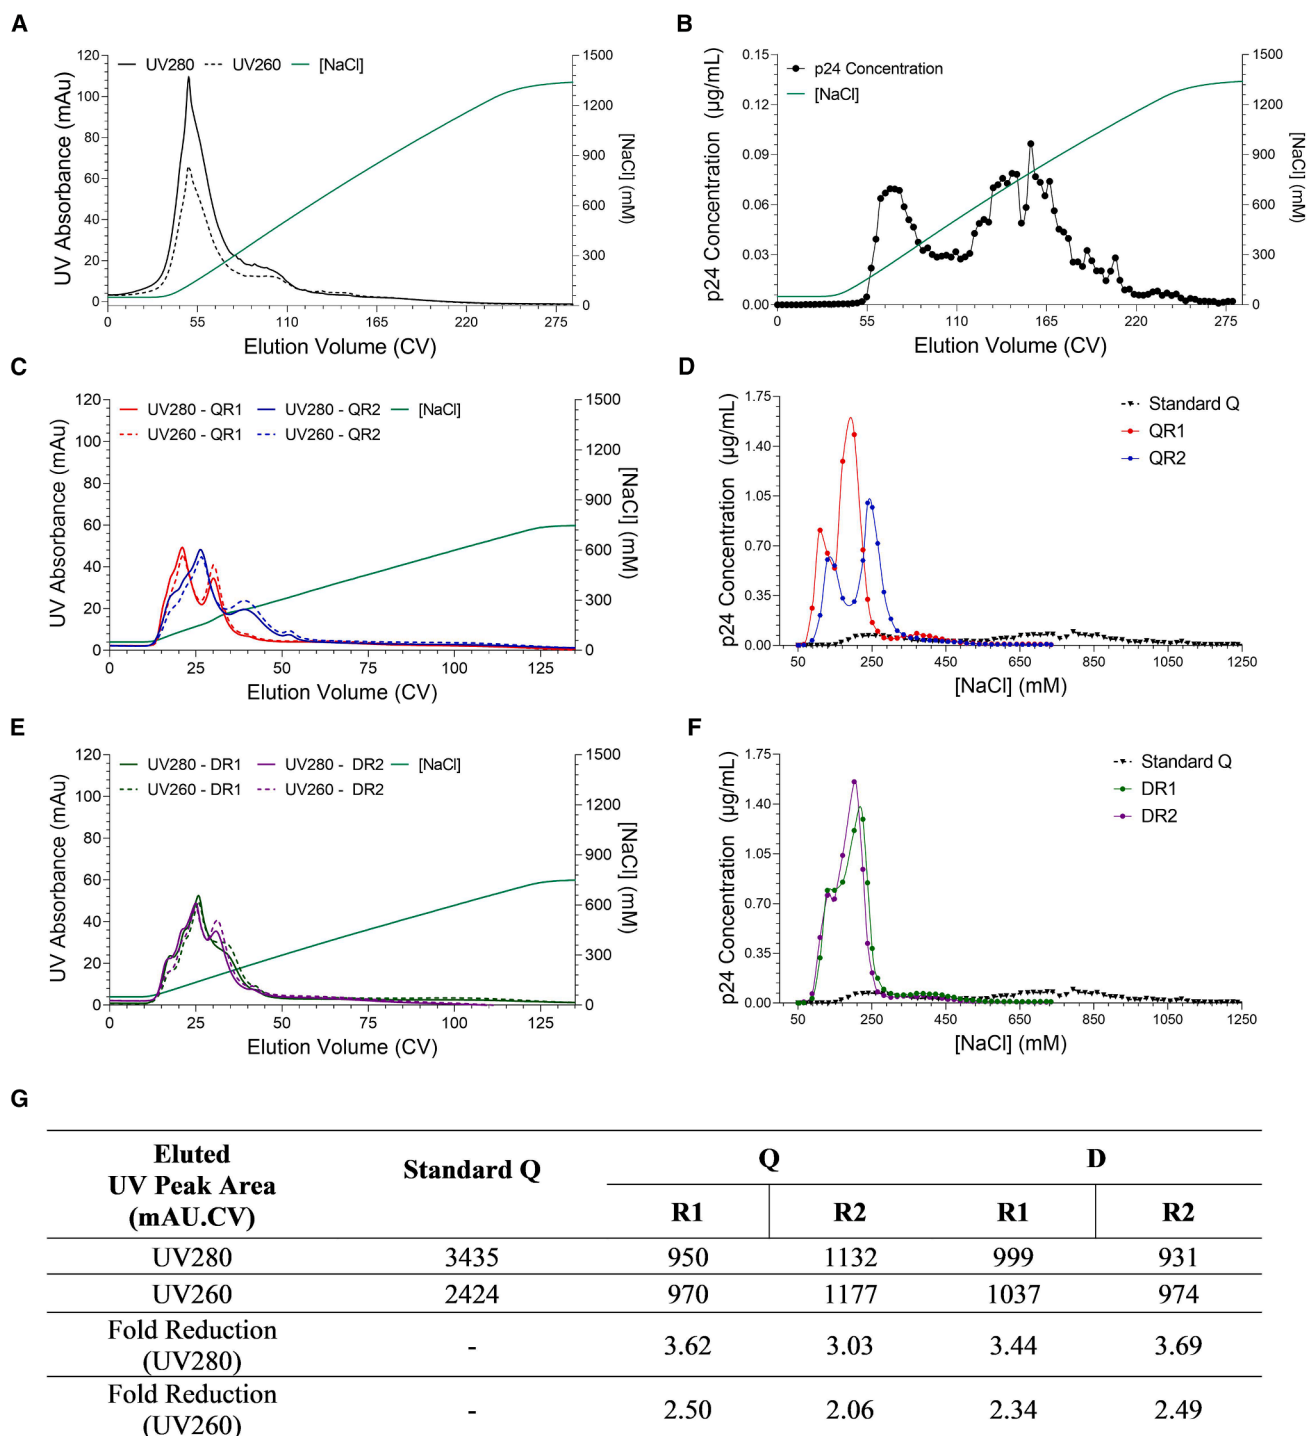 A
UV280 UV260 [NaCl]
UV Absorbance (mAu)
120
100
80
60
40
20
0
1500
1200
900
600
300
0
[NaCl] (mM)
0 55 110 165 220 275
Elution Volume (CV)
B
p24 Concentration
[NaCl]
p24 Concentration (µg/mL)
0.15
0.12
0.09
0.06
0.03
0.00
1500
1200
900
600
300
0
[NaCl] (mM)
0 55 110 165 220 275
Elution Volume (CV)
C
UV280 - QR1 UV280 - QR2 [NaCl]
UV260 - QR1 UV260 - QR2
UV Absorbance (mAu)
120
100
80
60
40
20
0
1500
1200
900
600
300
0
[NaCl] (mM)
0 25 50 75 100 125
Elution Volume (CV)
D
Standard Q
QR1
QR2
p24 Concentration (µg/mL)
1.75
1.40
1.05
0.70
0.35
0.00
50 250 450 650 850 1050 1250
[NaCl] (mM)
E
UV280 - DR1 UV280 - DR2 [NaCl]
UV260 - DR1 UV260 - DR2
UV Absorbance (mAu)
120
100
80
60
40
20
0
1500
1200
900
600
300
0
[NaCl] (mM)
0 25 50 75 100 125
Elution Volume (CV)
F
Standard Q
DR1
DR2
p24 Concentration (µg/mL)
1.75
1.40
1.05
0.70
0.35
0.00
50 250 450 650 850 1050 1250
[NaCl] (mM)
G
Eluted
UV Peak Area
(mAU.CV)
Standard Q
Q D
R1 R2 R1 R2
UV280 3435 950 1132 999 931
UV260 2424 970 1177 1037 974
Fold Reduction
(UV280)
- 3.62 3.03 3.44 3.69
Fold Reduction
(UV260)
- 2.50 2.06 2.34 2.49